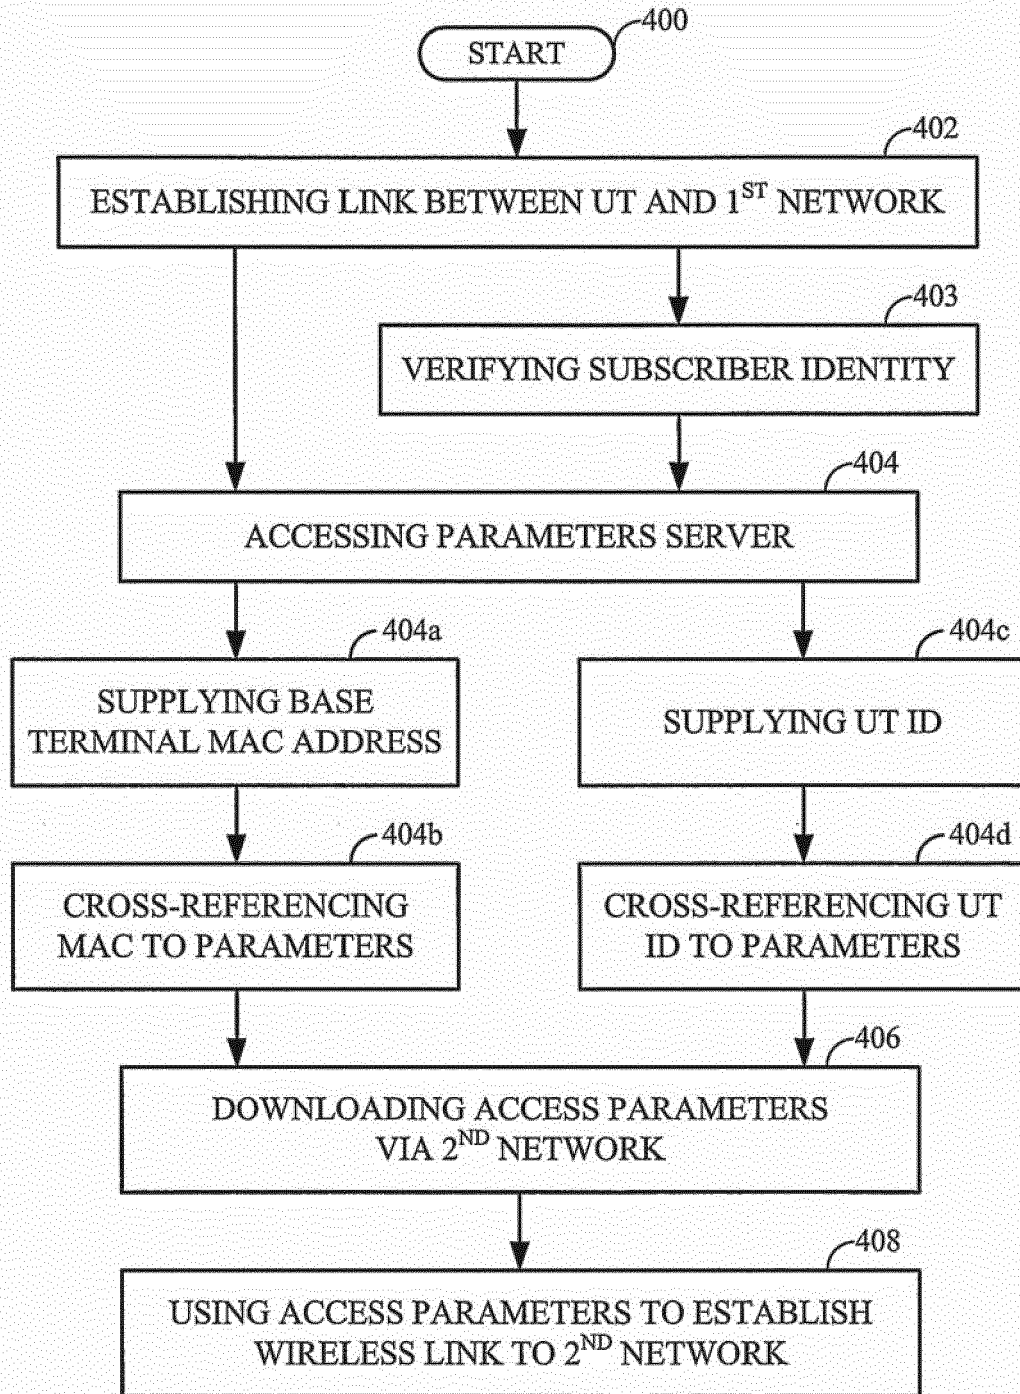 400
START
402
ESTABLISHING LINK BETWEEN UT AND 1ST NETWORK
403
VERIFYING SUBSCRIBER IDENTITY
404
ACCESSING PARAMETERS SERVER
404a
SUPPLYING BASE
TERMINAL MAC ADDRESS
404c
SUPPLYING UT ID
404b
CROSS-REFERENCING
MAC TO PARAMETERS
404d
CROSS-REFERENCING UT
ID TO PARAMETERS
406
DOWNLOADING ACCESS PARAMETERS
VIA 2ND NETWORK
408
USING ACCESS PARAMETERS TO ESTABLISH
WIRELESS LINK TO 2ND NETWORK